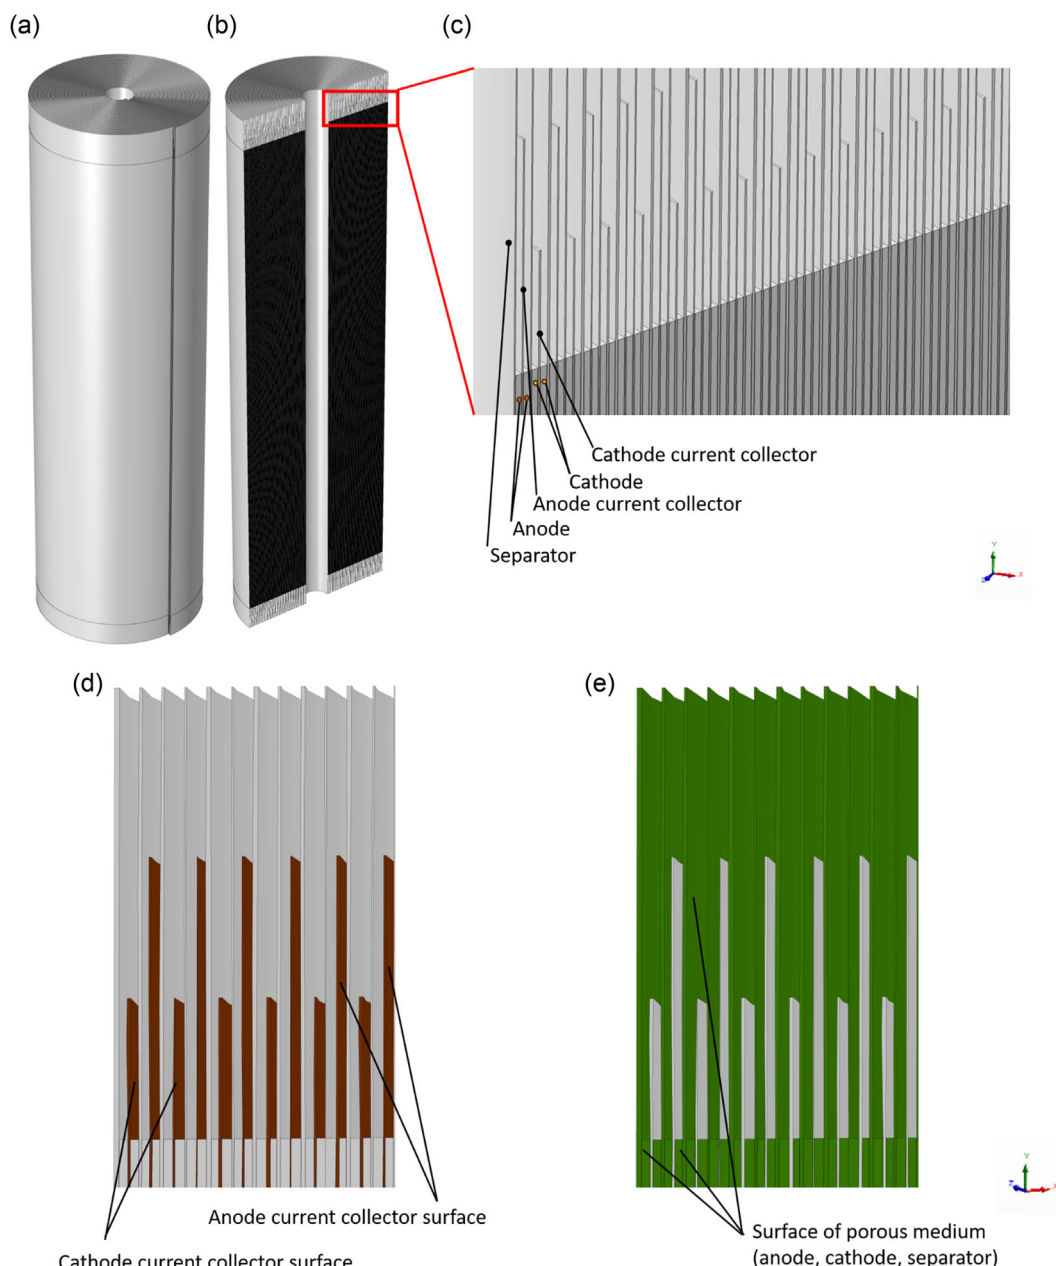 (a)
(b)
(c)
Cathode current collector
Cathode
Anode current collector
Anode
Separator
Y
X
Z
(d)
(e)
Anode current collector surface
Cathode current collector surface
Surface of porous medium
(anode, cathode, separator)
Y
Z
X